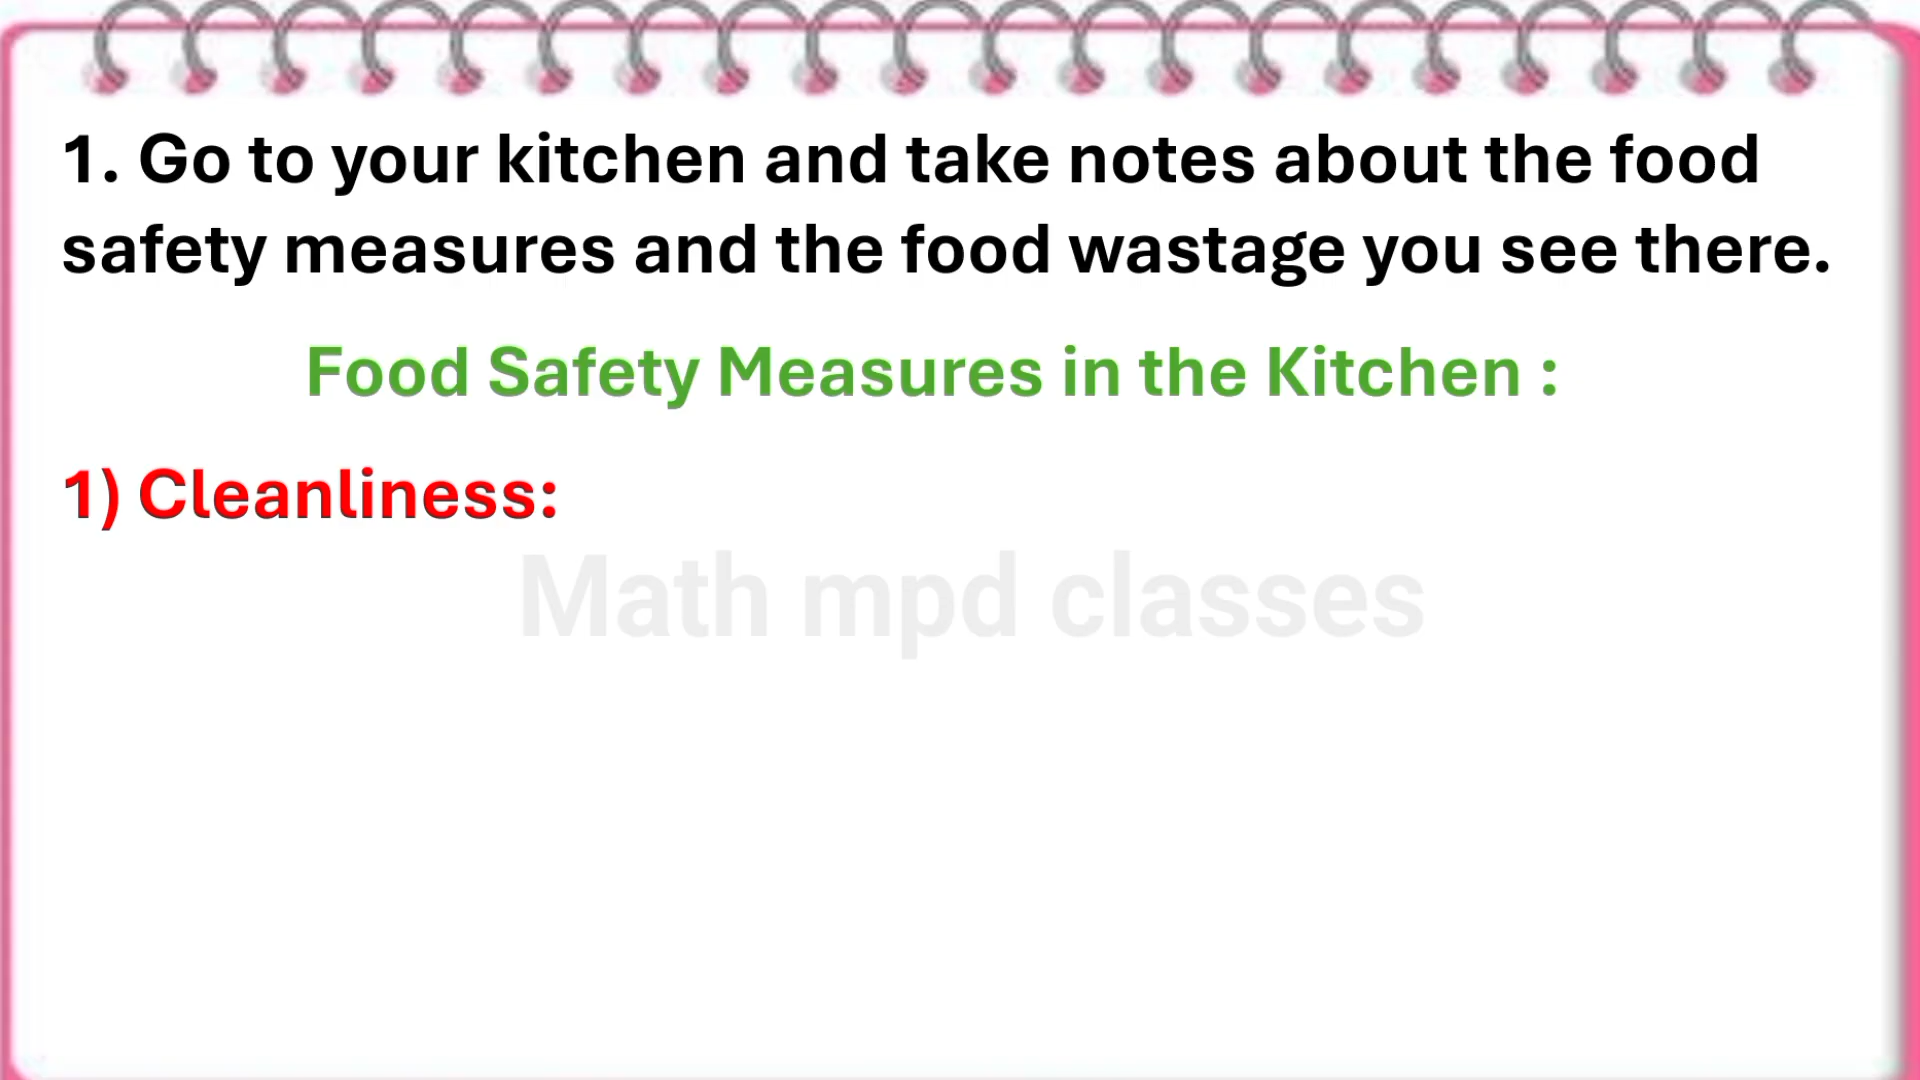 1. Go to your kitchen and take notes about the food
safety measures and the food wastage you see there.
Food Safety Measures in the Kitchen :
1) Cleanliness:
Math mpd classes